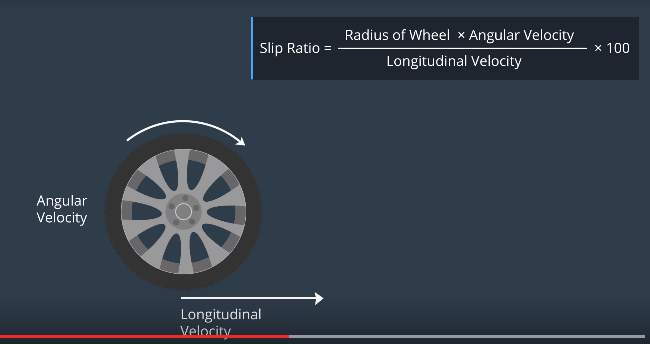 Radius of Wheel × Angular Velocity
Slip Ratio = × 100
Longitudinal Velocity
Angular
Velocity
Longitudinal
Velocity